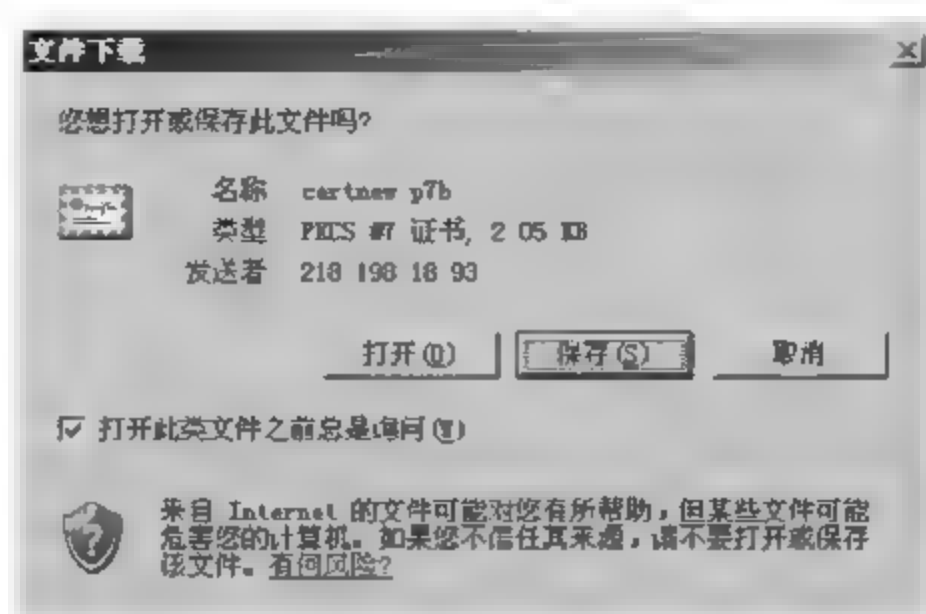 文件下载
您想打开或保存此文件吗?
名称 certnew p7b
类型 PKCS #7 证书, 2 05 KB
发送者 218 198 18 93
打开(O) 保存(S) 取消
打开此类文件之前总是询问(W)
来自 Internet 的文件可能对您有所帮助，但某些文件可能
危害您的计算机。如果您不信任其来源，请不要打开或保存
该文件。有何风险?